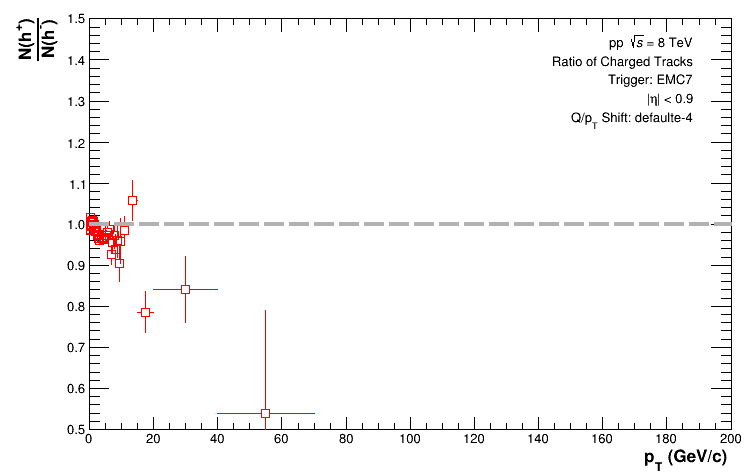 N(h⁺)
N(h⁻)
1.5
1.4
1.3
1.2
1.1
1.0
0.9
0.8
0.7
0.6
0.5
pp √s = 8 TeV
Ratio of Charged Tracks
Trigger: EMC7
|η| < 0.9
Q/p_T Shift: defaulte-4
0 20 40 60 80 100 120 140 160 180 200
p_T (GeV/c)